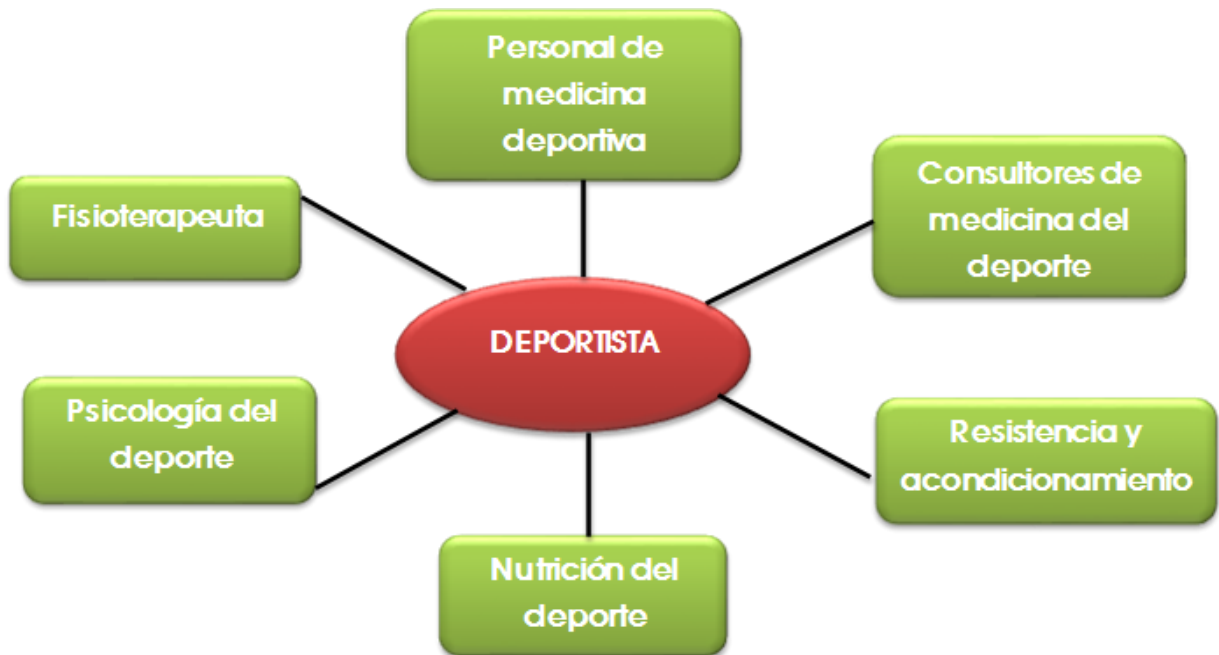 Personal de
medicina
deportiva
Consultores de
medicina del
deporte
Fisioterapeuta
DEPORTISTA
Psicología del
deporte
Resistencia y
acondicionamiento
Nutrición del
deporte